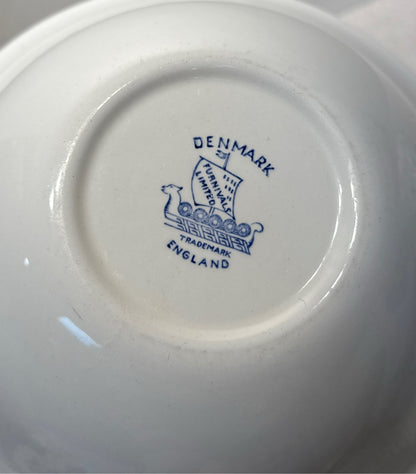 DENMARK
FURNIVALS
LIMITED
TRADEMARK
ENGLAND